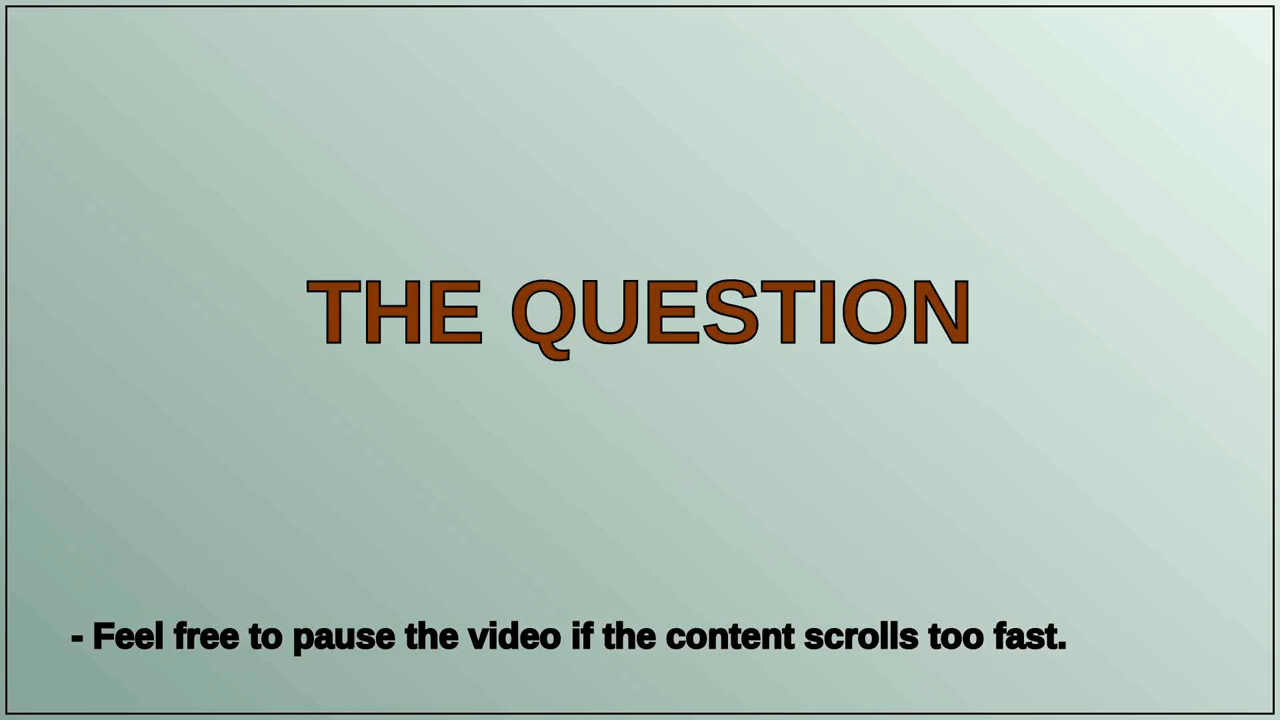 THE QUESTION
- Feel free to pause the video if the content scrolls too fast.